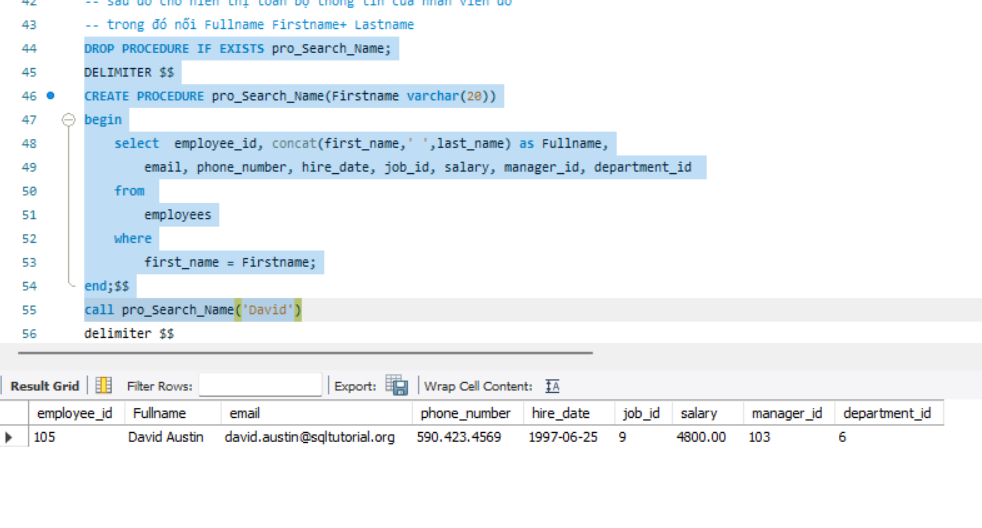 42 -- sau đó cho hiển thị toàn bộ thông tin của nhân viên đó
43 -- trong đó nối Fullname Firstname+ Lastname
44 DROP PROCEDURE IF EXISTS pro_Search_Name;
45 DELIMITER $$
46 CREATE PROCEDURE pro_Search_Name(Firstname varchar(20))
47 begin
48 select  employee_id, concat(first_name,' ',last_name) as Fullname,
49 email, phone_number, hire_date, job_id, salary, manager_id, department_id
50 from
51 employees
52 where
53 first_name = Firstname;
54 end;$$
55 call pro_Search_Name('David')
56 delimiter $$
Result Grid Filter Rows: Export: Wrap Cell Content:
employee_id Fullname email phone_number hire_date job_id salary manager_id department_id
105 David Austin david.austin@sqltutorial.org 590.423.4569 1997-06-25 9 4800.00 103 6